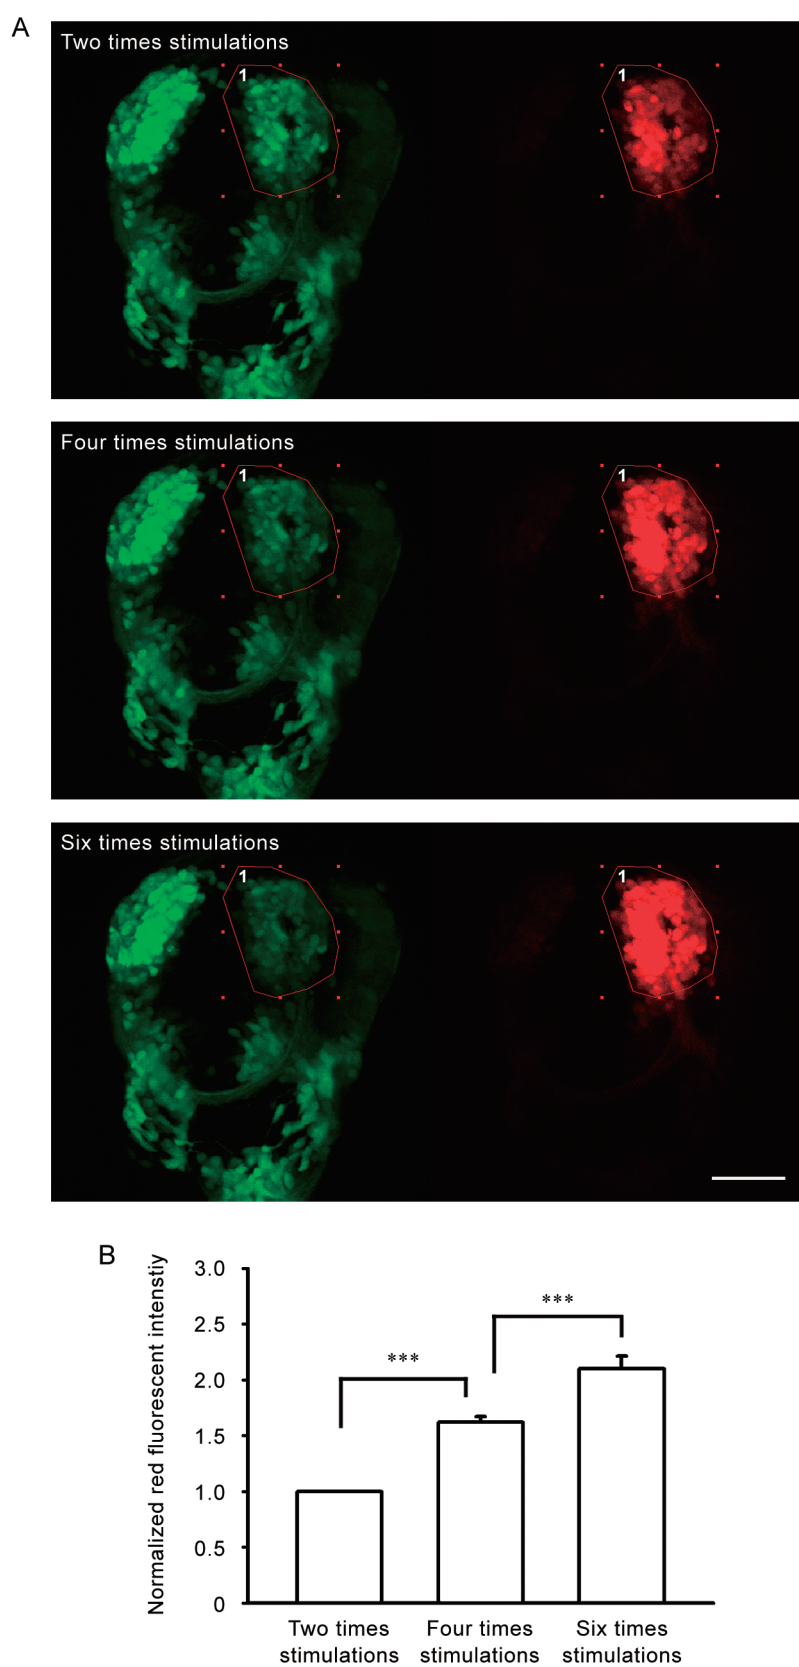 A
Two times stimulations
1
1
Four times stimulations
1
1
Six times stimulations
1
1
B
Normalized red fluorescent intenstiy
3.0
2.5
2.0
1.5
1.0
0.5
0
***
***
Two times
stimulations
Four times
stimulations
Six times
stimulations